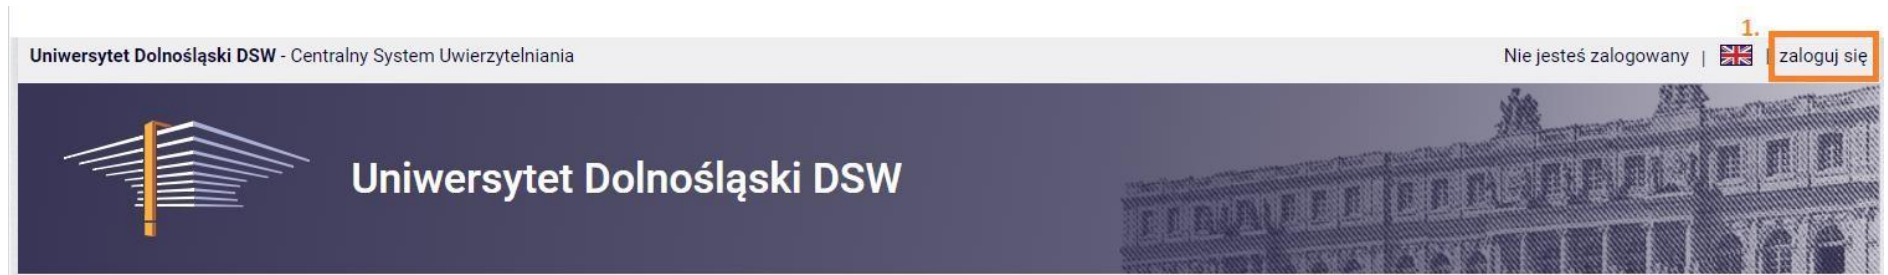 1.
Uniwersytet Dolnośląski DSW - Centralny System Uwierzytelniania
Nie jesteś zalogowany | | zaloguj się
Uniwersytet Dolnośląski DSW